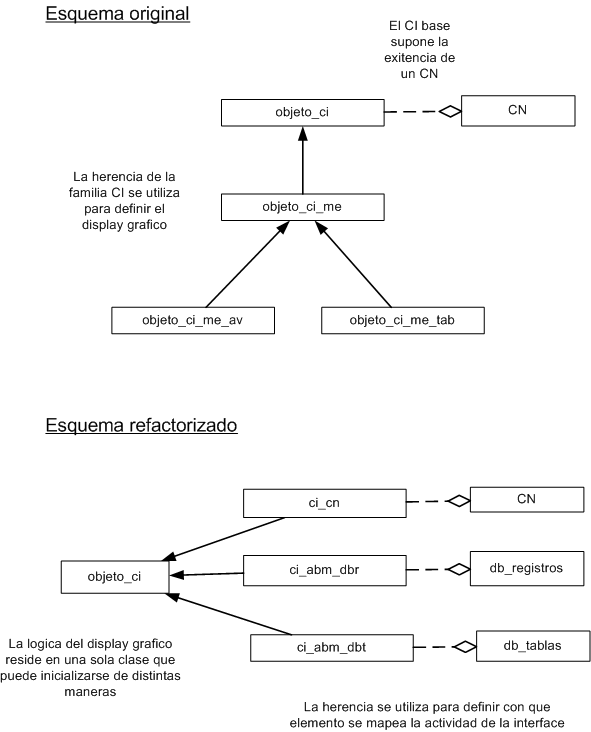 Esquema original
El CI base
supone la
exitencia de
un CN
objeto_ci
CN
La herencia de la
familia CI se utiliza
para definir el
display grafico
objeto_ci_me
objeto_ci_me_av
objeto_ci_me_tab
Esquema refactorizado
ci_cn
CN
objeto_ci
ci_abm_dbr
db_registros
ci_abm_dbt
db_tablas
La logica del display grafico
reside en una sola clase que
puede inicializarse de distintas
maneras
La herencia se utiliza para definir con que
elemento se mapea la actividad de la interface